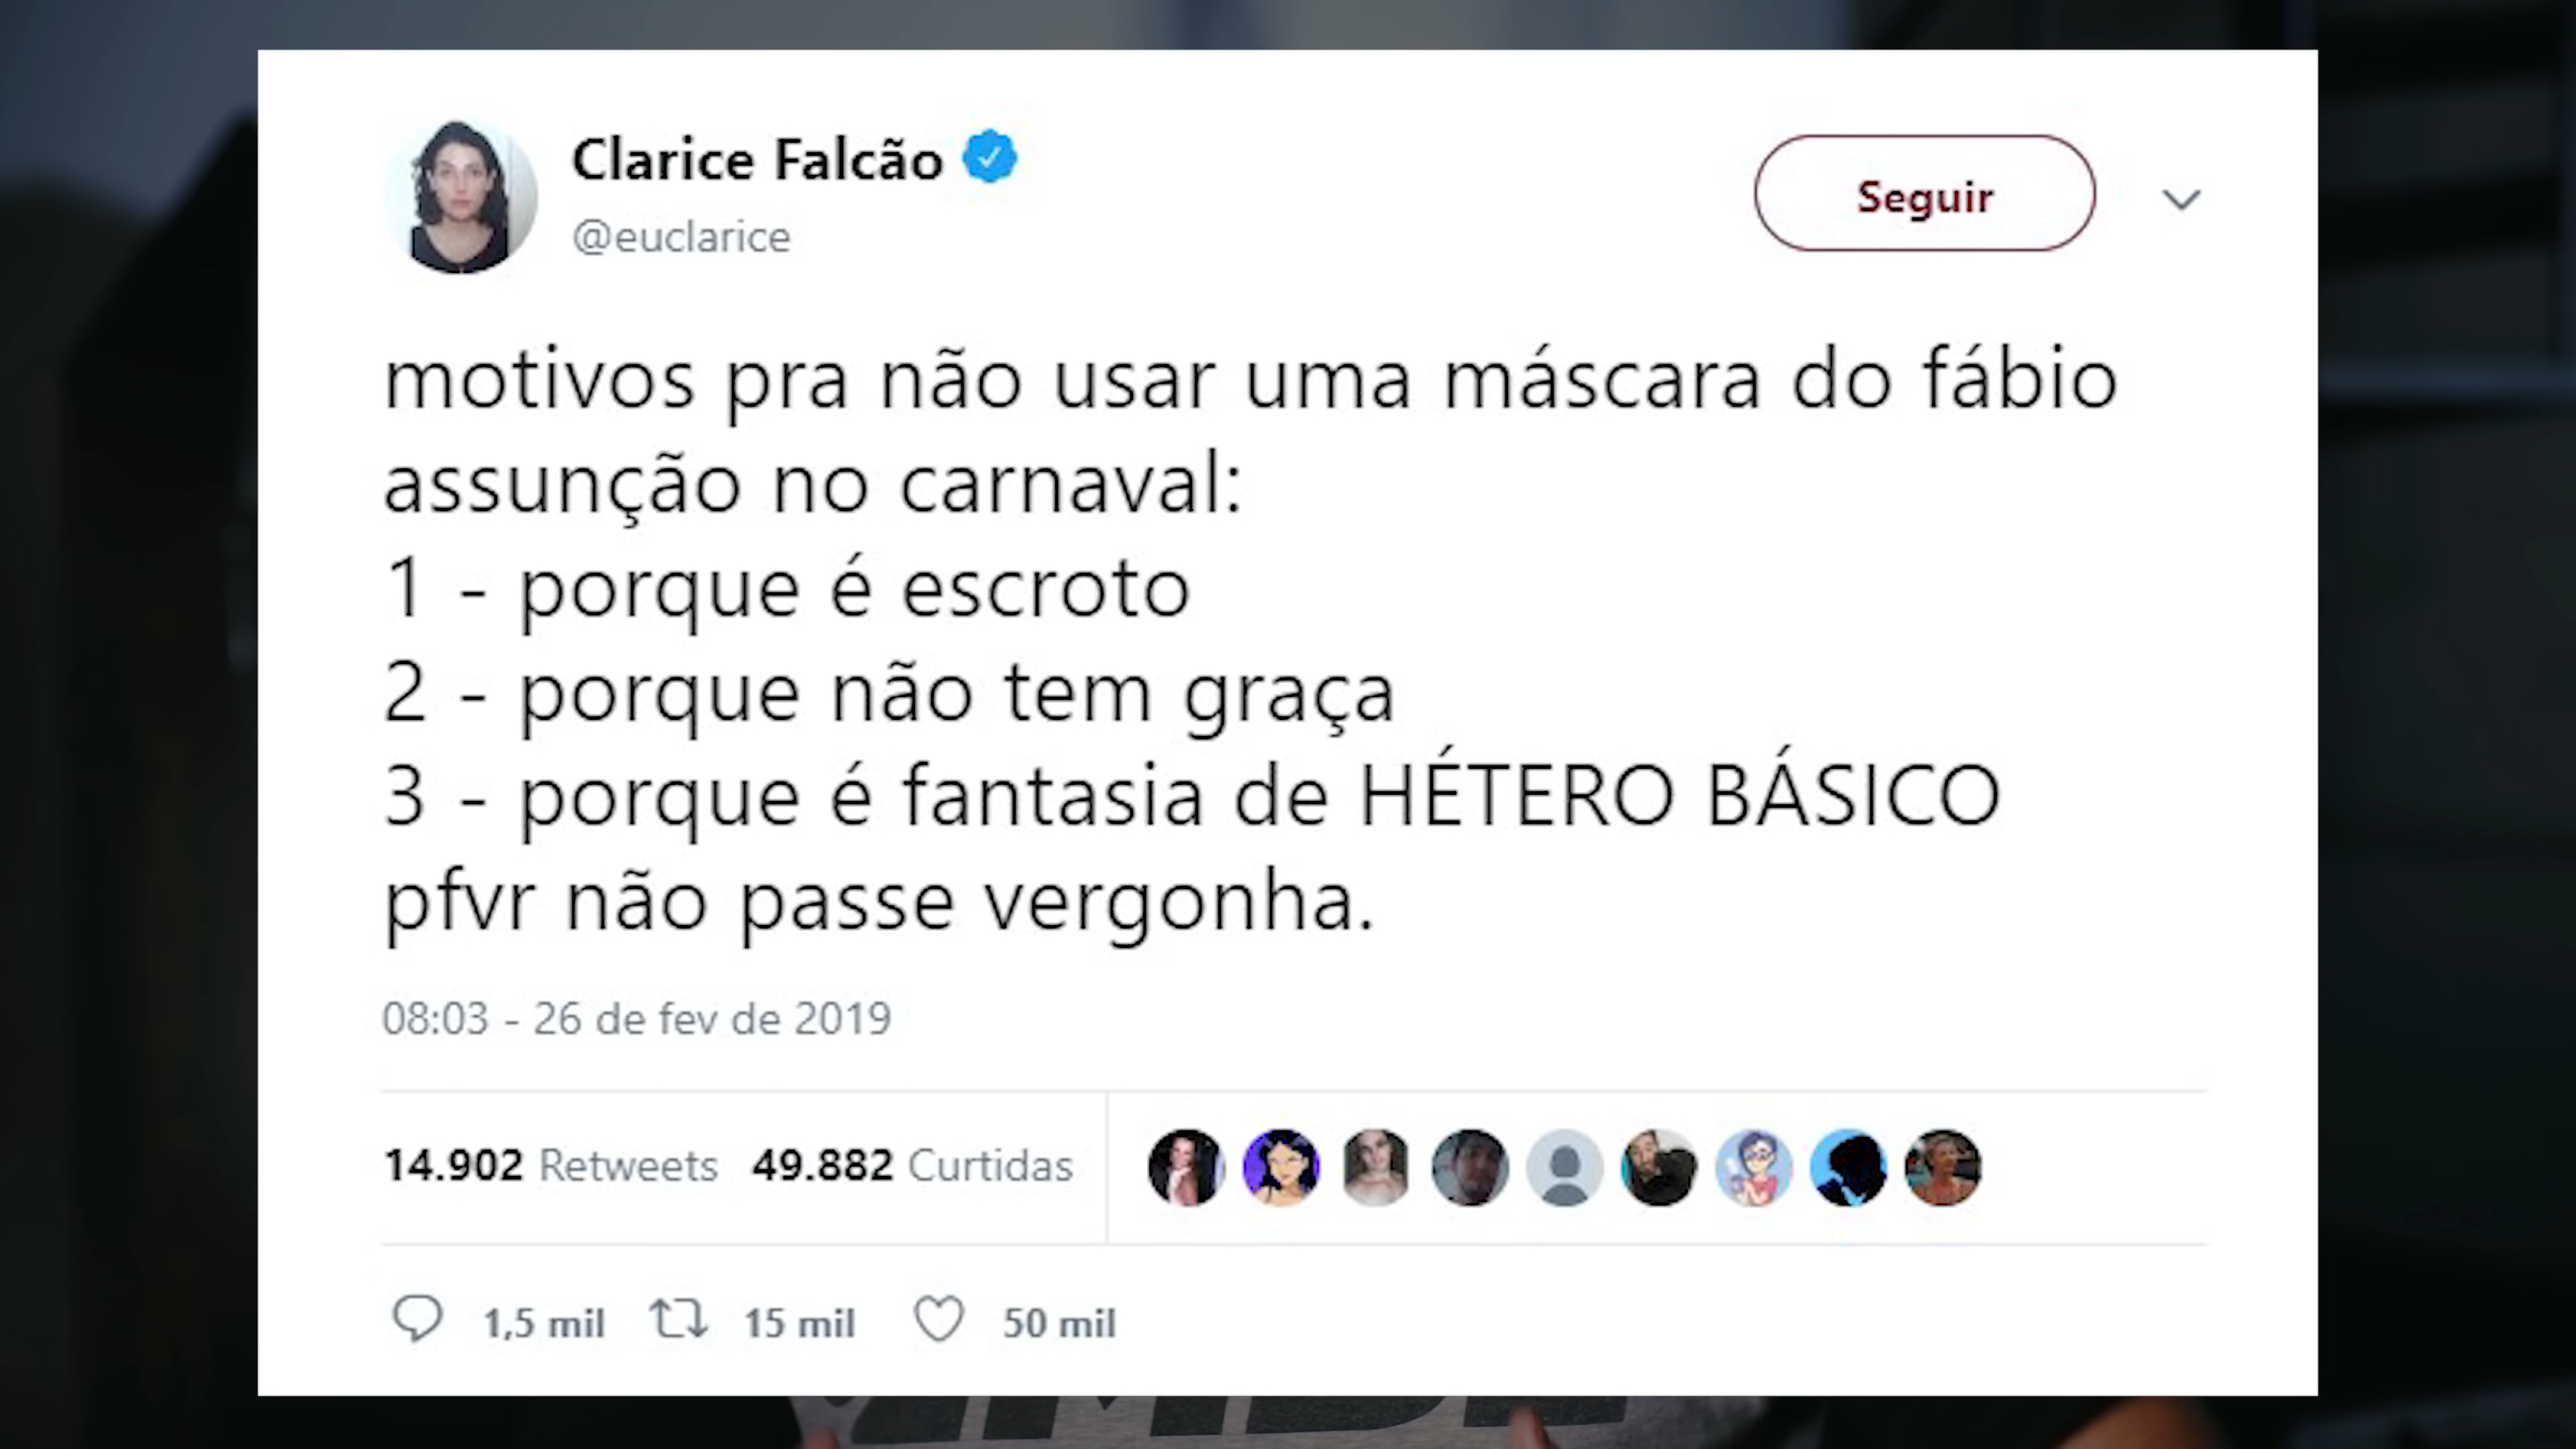 Clarice Falcão
@euclarice
Seguir
motivos pra não usar uma máscara do fábio
assunção no carnaval:
1 - porque é escroto
2 - porque não tem graça
3 - porque é fantasia de HÉTERO BÁSICO
pfvr não passe vergonha.
08:03 - 26 de fev de 2019
14.902 Retweets 49.882 Curtidas
1,5 mil 15 mil 50 mil